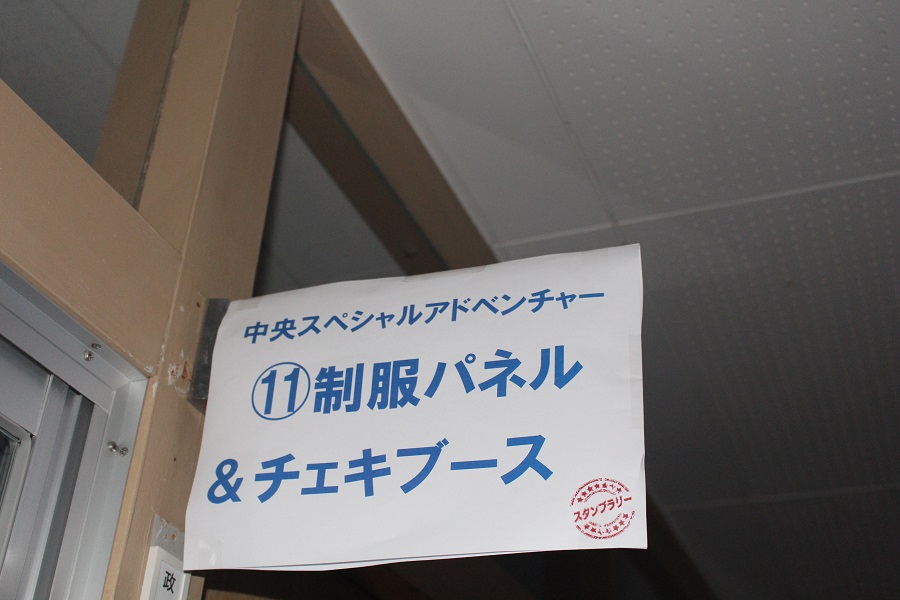 中央スペシャルアドベンチャー
⑪制服パネル
&チェキブース
スタンプラリー
政